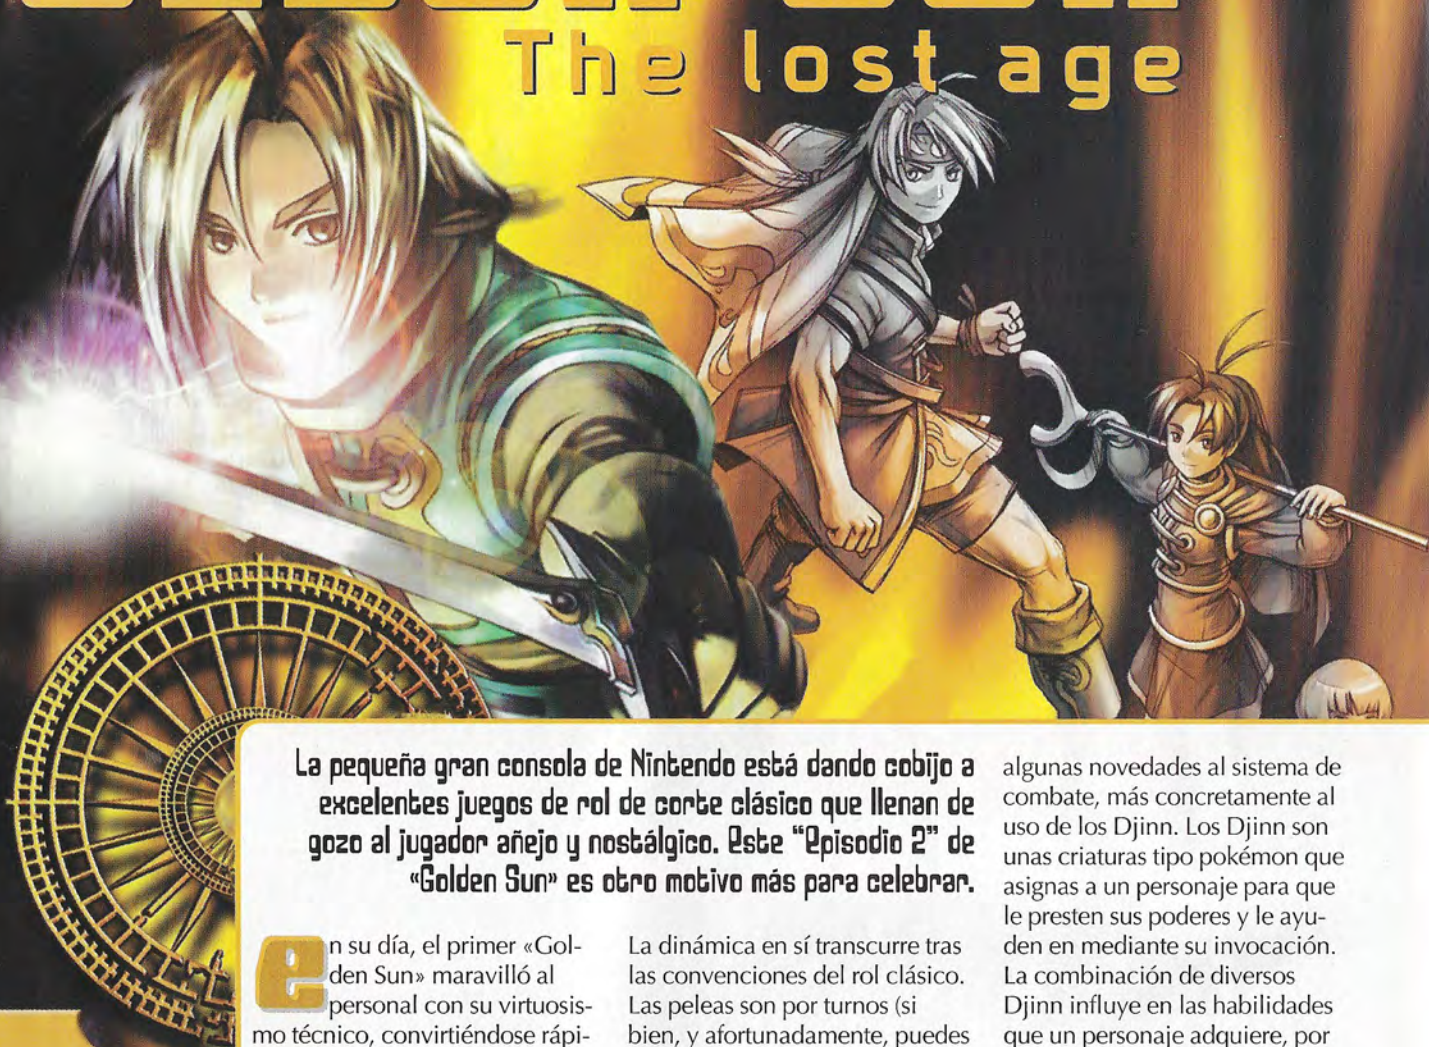 The lost age
La pequeña gran consola de Nintendo está dando cobijo a
excelentes juegos de rol de corte clásico que llenan de
gozo al jugador añejo y nostálgico. Este “Episodio 2” de
«Golden Sun» es otro motivo más para celebrar.
en su día, el primer «Gol-
den Sun» maravilló al
personal con su virtuosis-
mo técnico, convirtiéndose rápi-
La dinámica en sí transcurre tras
las convenciones del rol clásico.
Las peleas son por turnos (si
bien, y afortunadamente, puedes
algunas novedades al sistema de
combate, más concretamente al
uso de los Djinn. Los Djinn son
unas criaturas tipo pokémon que
asignas a un personaje para que
le presten sus poderes y le ayu-
den en mediante su invocación.
La combinación de diversos
Djinn influye en las habilidades
que un personaje adquiere, por